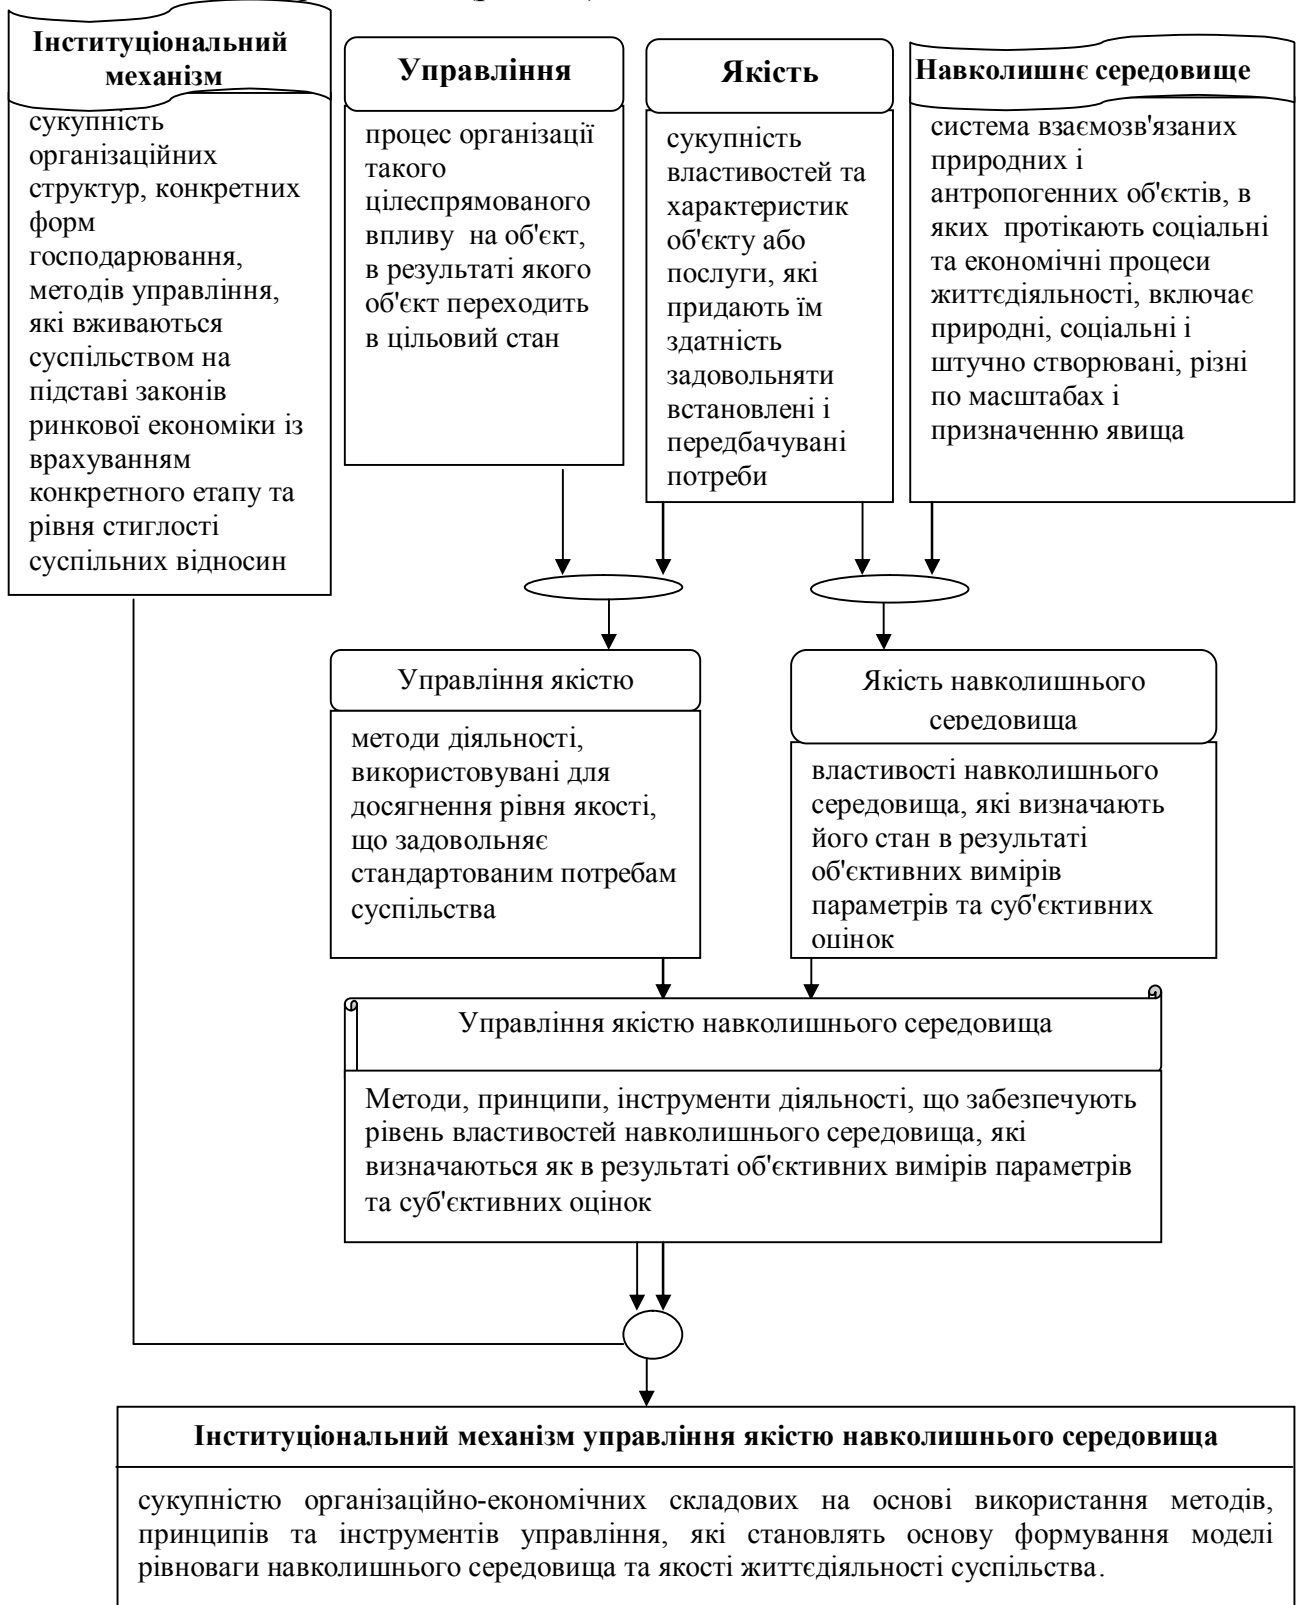 Інституціональний
механізм
сукупність
організаційних
структур, конкретних
форм
господарювання,
методів управління,
які вживаються
суспільством на
підставі законів
ринкової економіки із
врахуванням
конкретного етапу та
рівня стиглості
суспільних відносин
Управління
процес організації
такого
цілеспрямованого
впливу на об'єкт,
в результаті якого
об'єкт переходить
в цільовий стан
Якість
сукупність
властивостей та
характеристик
об'єкту або
послуги, які
придають їм
здатність
задовольняти
встановлені і
передбачувані
потреби
Навколишнє середовище
система взаємозв'язаних
природних і
антропогенних об'єктів, в
яких протікають соціальні
та економічні процеси
життєдіяльності, включає
природні, соціальні і
штучно створювані, різні
по масштабах і
призначенню явища
Управління якістю
методи діяльності,
використовувані для
досягнення рівня якості,
що задовольняє
стандартованим потребам
суспільства
Якість навколишнього
середовища
властивості навколишнього
середовища, які визначають
його стан в результаті
об'єктивних вимірів
параметрів та суб'єктивних
оцінок
Управління якістю навколишнього середовища
Методи, принципи, інструменти діяльності, що забезпечують
рівень властивостей навколишнього середовища, які
визначаються як в результаті об'єктивних вимірів параметрів
та суб'єктивних оцінок
Інституціональний механізм управління якістю навколишнього середовища
сукупністю організаційно-економічних складових на основі використання методів,
принципів та інструментів управління, які становлять основу формування моделі
рівноваги навколишнього середовища та якості життєдіяльності суспільства.